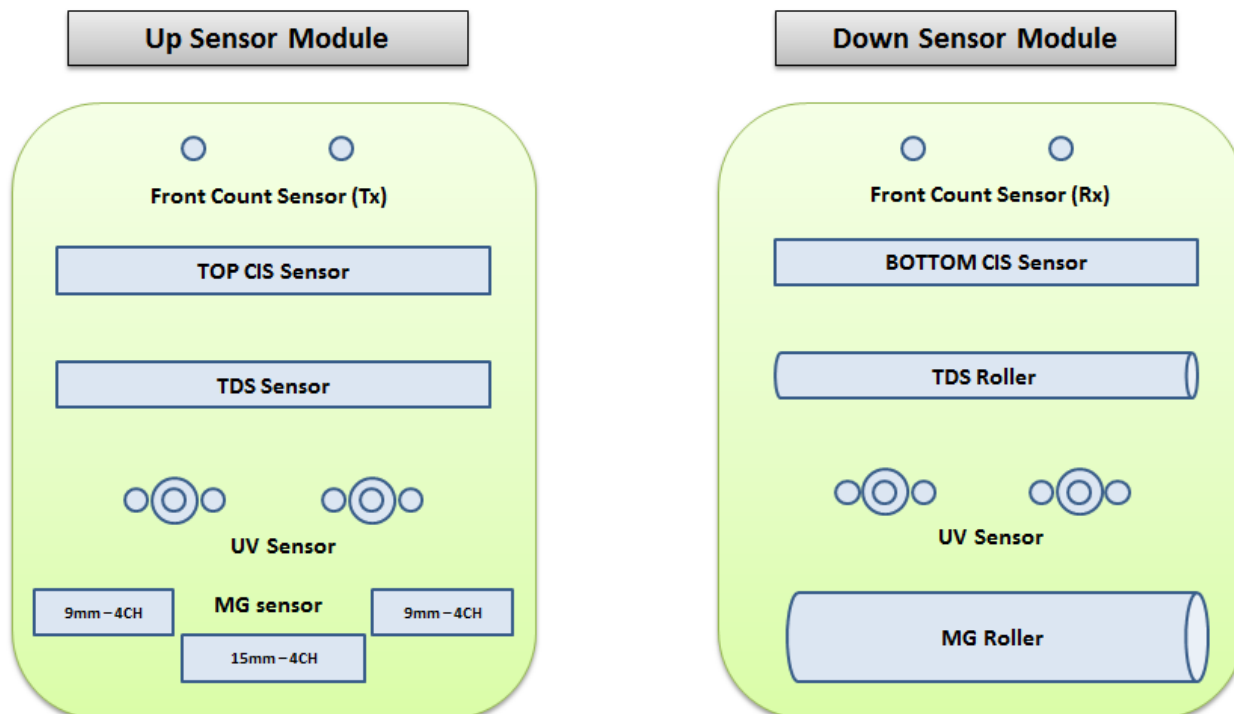 Up Sensor Module
Down Sensor Module
Front Count Sensor (Tx)
TOP CIS Sensor
TDS Sensor
UV Sensor
MG sensor
9mm – 4CH
9mm – 4CH
15mm – 4CH
Front Count Sensor (Rx)
BOTTOM CIS Sensor
TDS Roller
UV Sensor
MG Roller